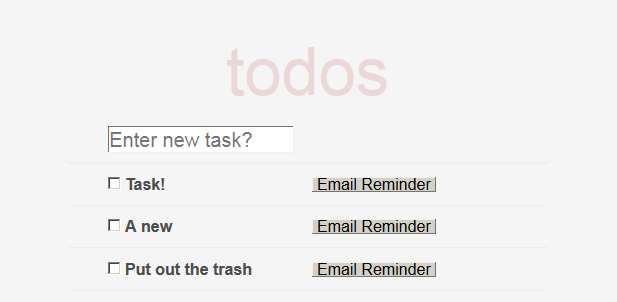 todos
Enter new task?
Task! Email Reminder
A new Email Reminder
Put out the trash Email Reminder